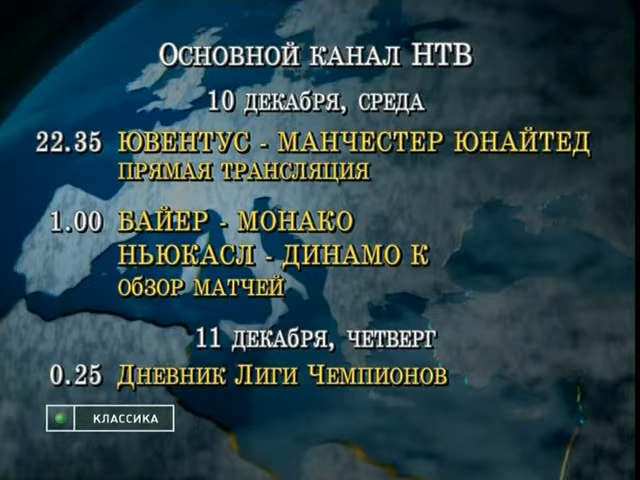 Основной канал НТВ
10 декабря, среда
22.35 ЮВЕНТУС - МАНЧЕСТЕР ЮНАЙТЕД
ПРЯМАЯ ТРАНСЛЯЦИЯ
1.00 БАЙЕР - МОНАКО
НЬЮКАСЛ - ДИНАМО К
Обзор матчей
11 декабря, четверг
0.25 Дневник Лиги Чемпионов
КЛАССИКА